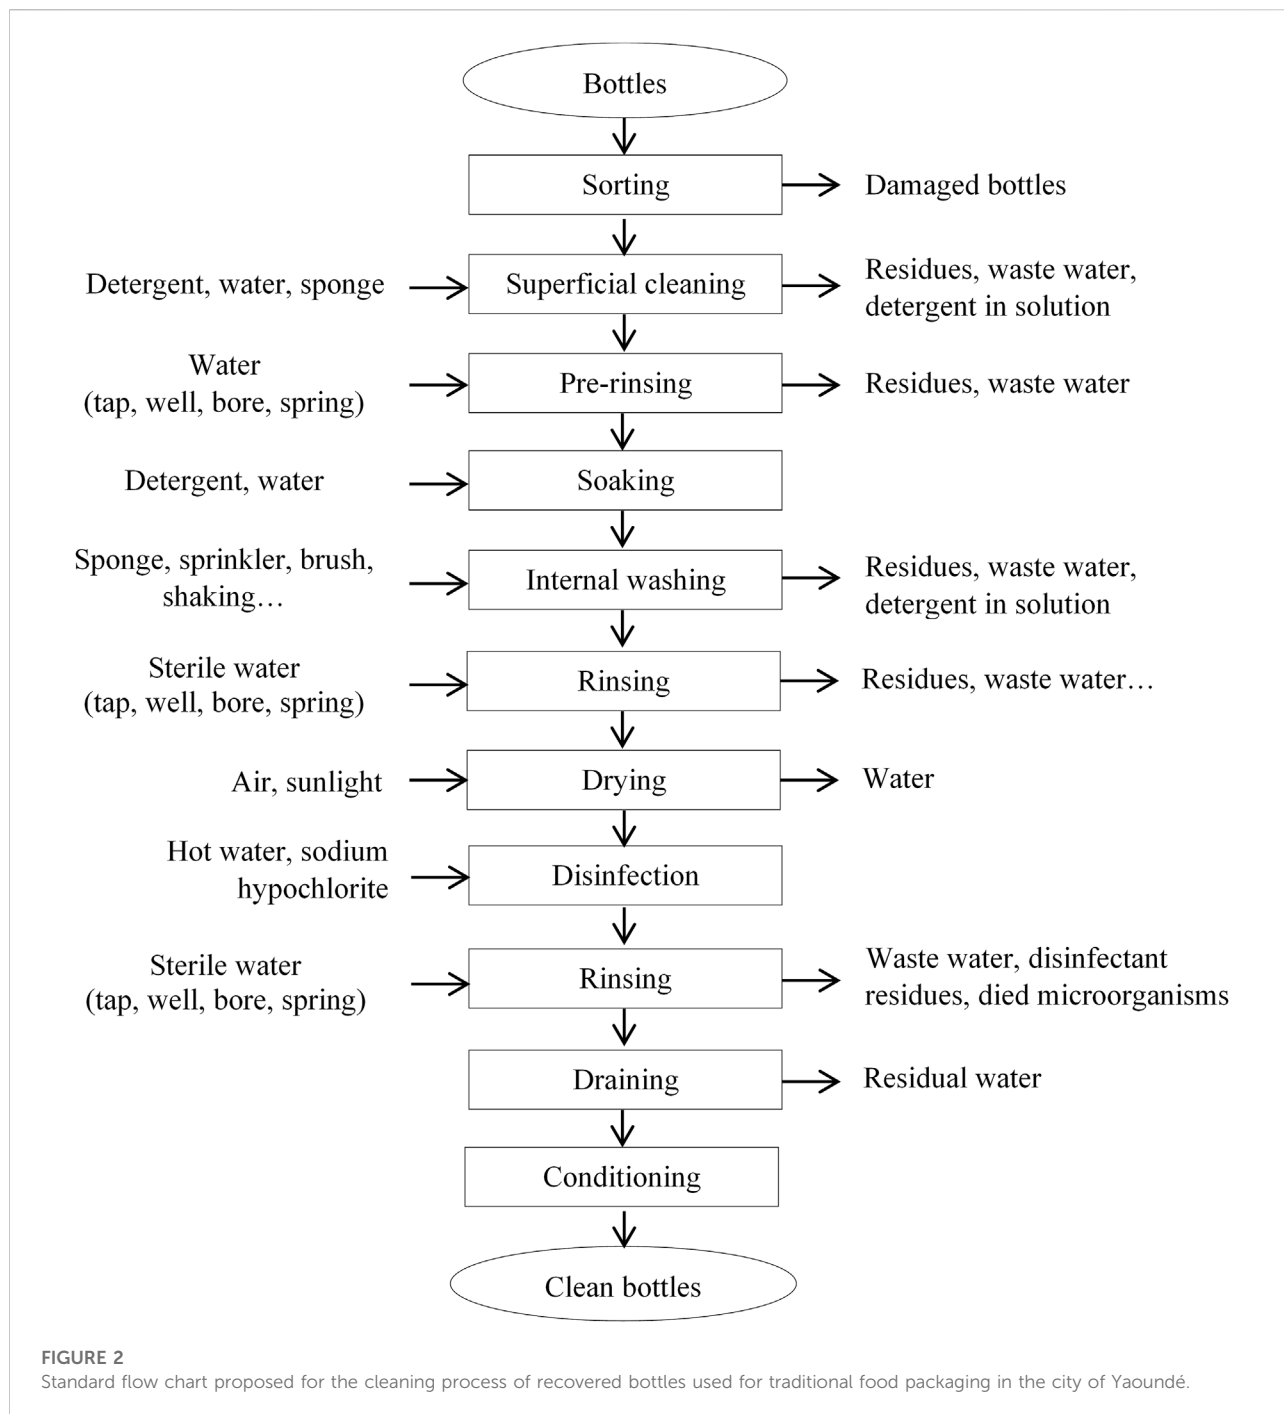 Bottles
Sorting
Damaged bottles
Detergent, water, sponge
Superficial cleaning
Residues, waste water,
detergent in solution
Water
(tap, well, bore, spring)
Pre-rinsing
Residues, waste water
Detergent, water
Soaking
Sponge, sprinkler, brush,
shaking…
Internal washing
Residues, waste water,
detergent in solution
Sterile water
(tap, well, bore, spring)
Rinsing
Residues, waste water…
Air, sunlight
Drying
Water
Hot water, sodium
hypochlorite
Disinfection
Sterile water
(tap, well, bore, spring)
Rinsing
Waste water, disinfectant
residues, died microorganisms
Draining
Residual water
Conditioning
Clean bottles
FIGURE 2
Standard flow chart proposed for the cleaning process of recovered bottles used for traditional food packaging in the city of Yaoundé.